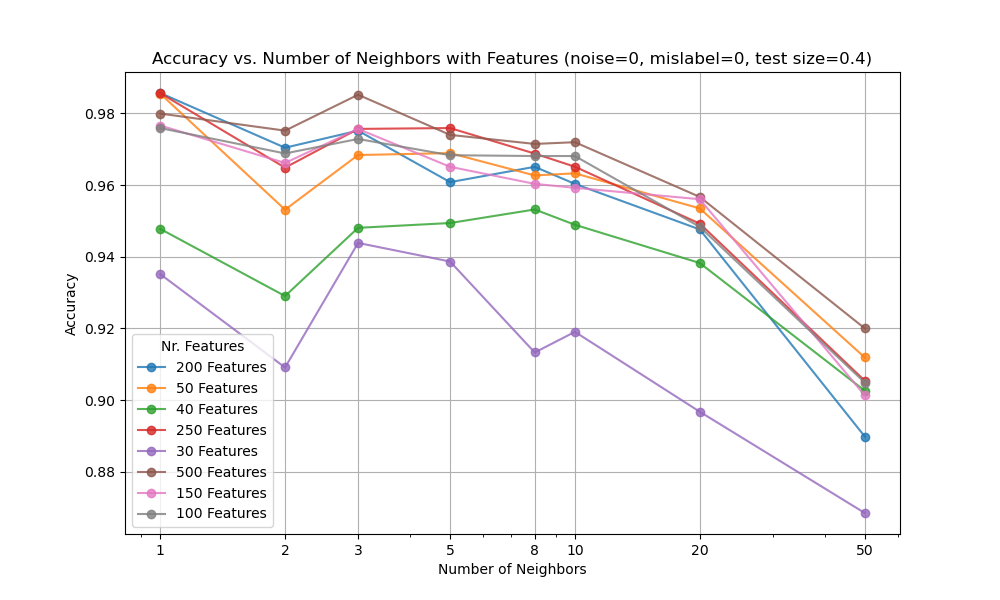 Accuracy vs. Number of Neighbors with Features (noise=0, mislabel=0, test size=0.4)
0.98
0.96
0.94
0.92
0.90
0.88
Accuracy
Nr. Features
200 Features
50 Features
40 Features
250 Features
30 Features
500 Features
150 Features
100 Features
1 2 3 5 8 10 20 50
Number of Neighbors